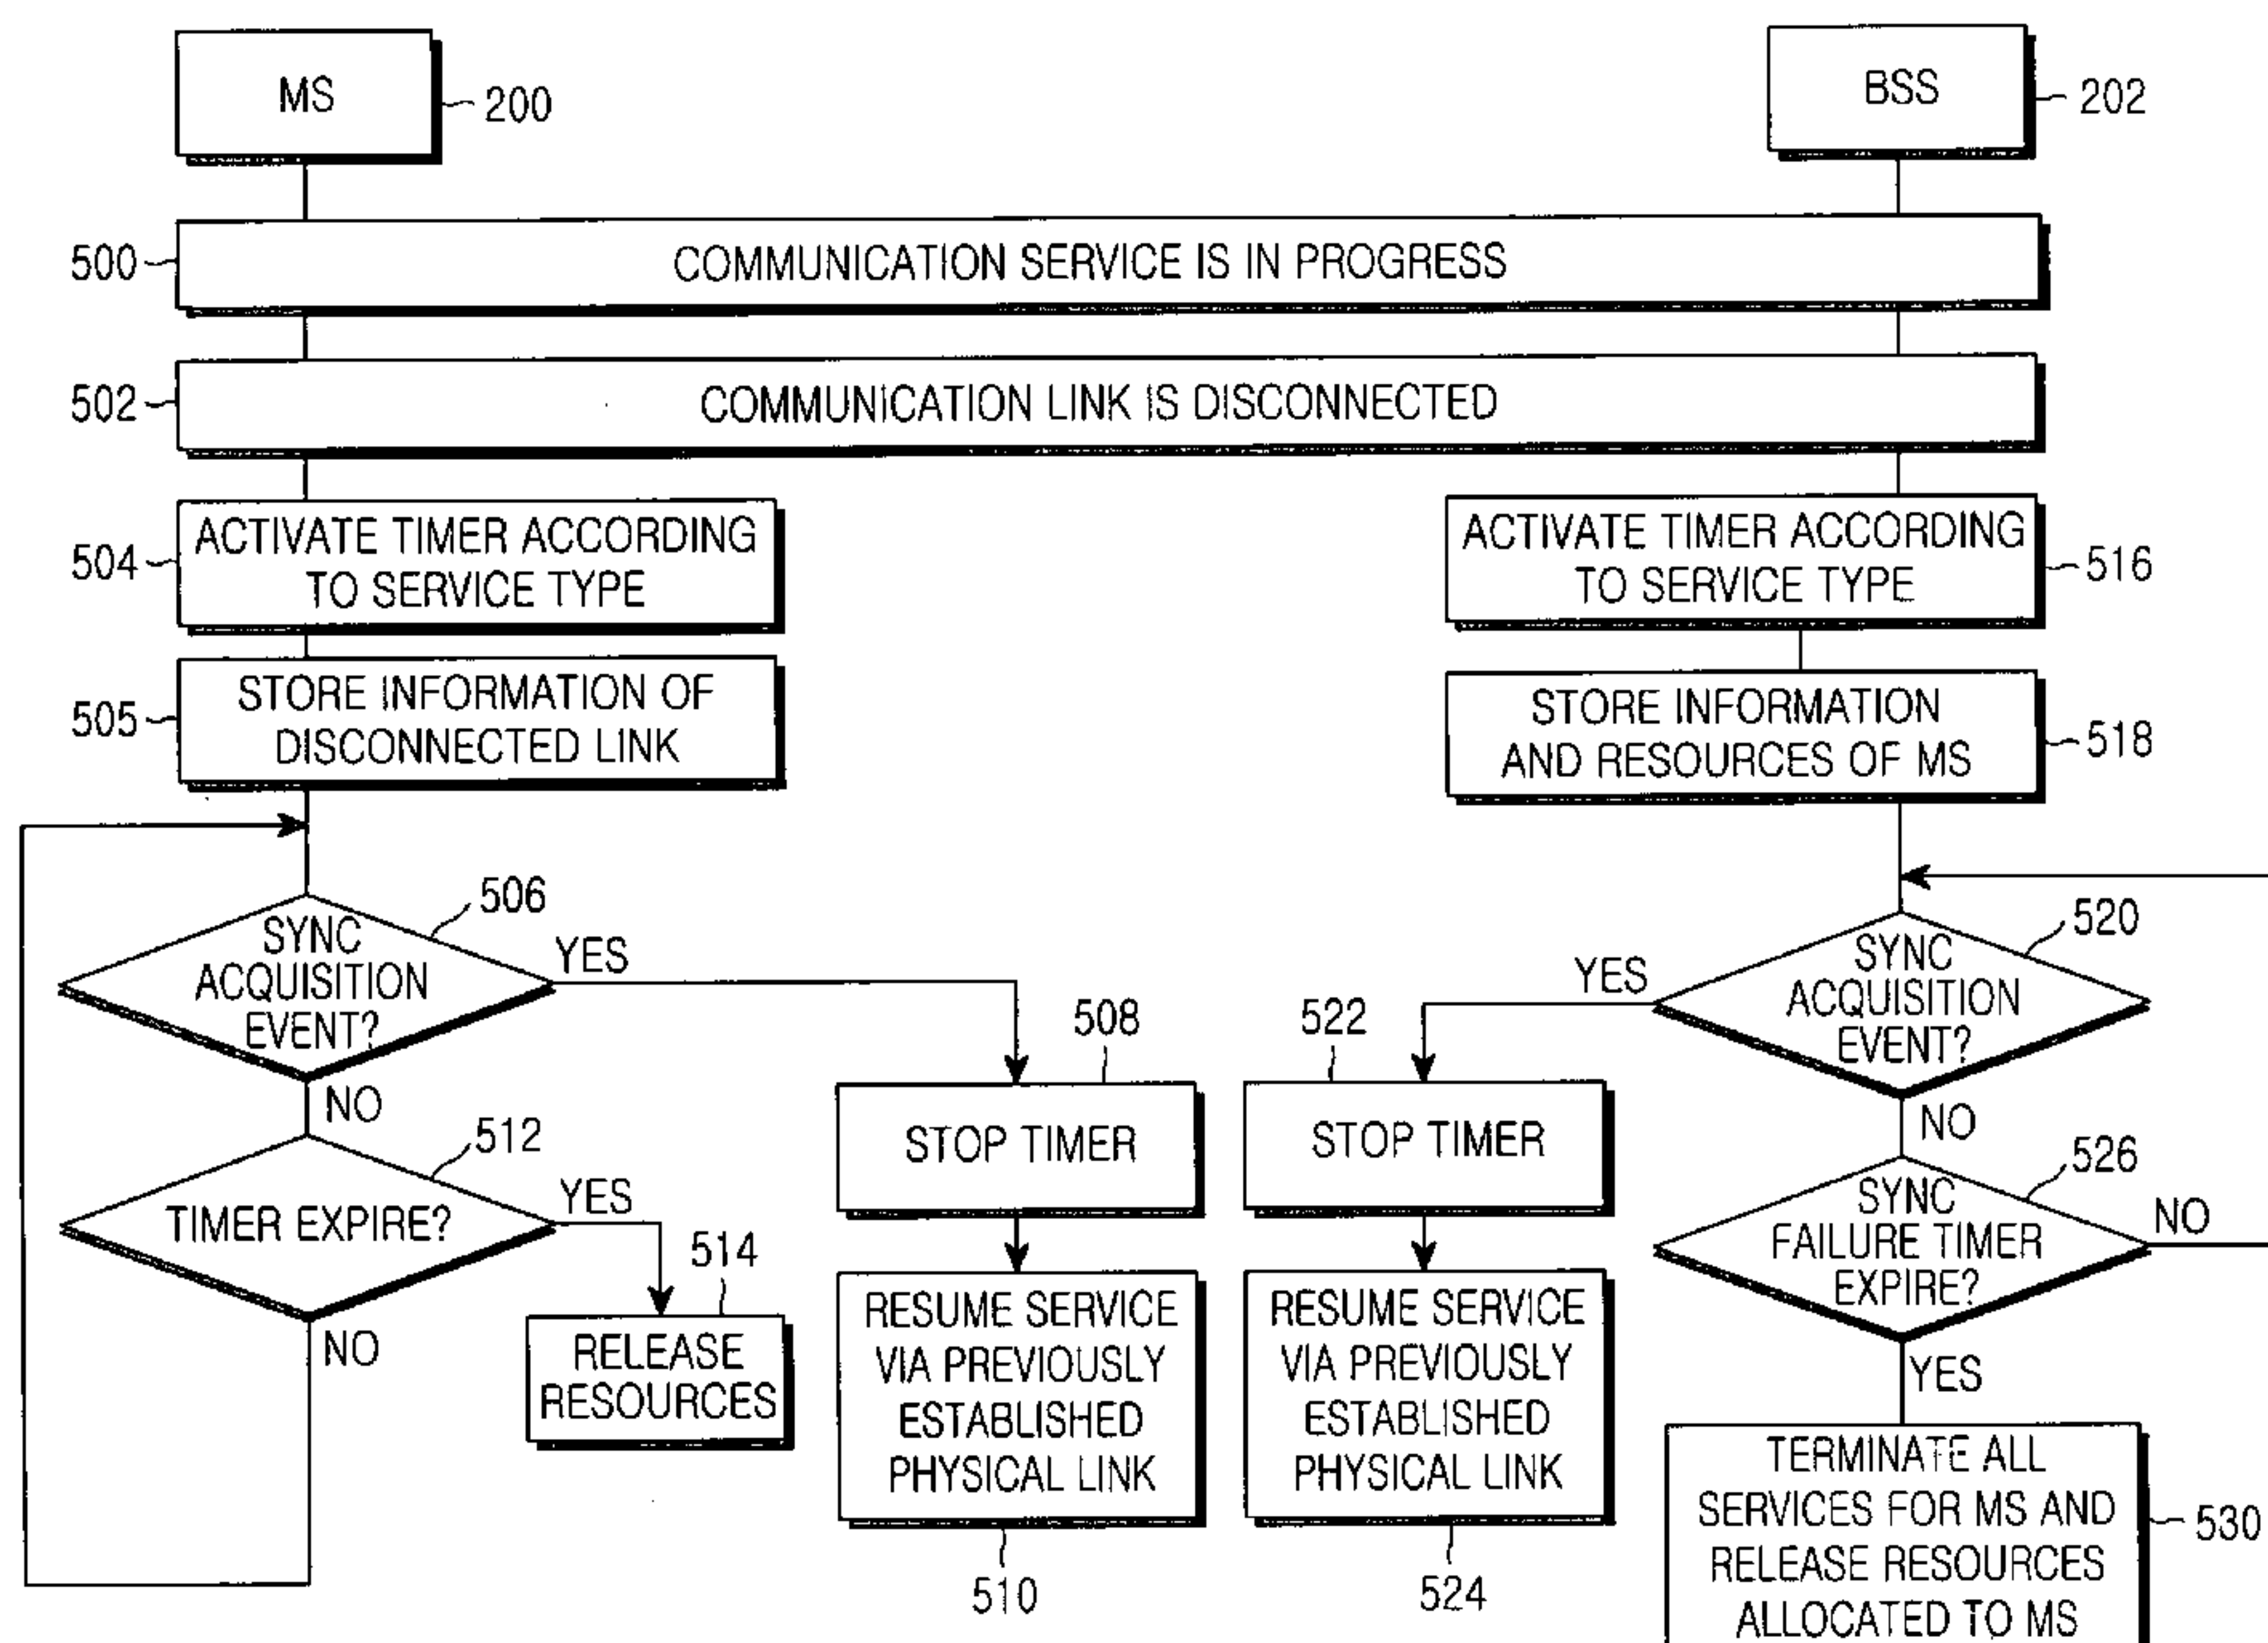 MS
200
BSS
202
500
COMMUNICATION SERVICE IS IN PROGRESS
502
COMMUNICATION LINK IS DISCONNECTED
504
ACTIVATE TIMER ACCORDING
TO SERVICE TYPE
ACTIVATE TIMER ACCORDING
TO SERVICE TYPE
516
505
STORE INFORMATION OF
DISCONNECTED LINK
STORE INFORMATION
AND RESOURCES OF MS
518
506
SYNC
ACQUISITION
EVENT?
YES
NO
520
SYNC
ACQUISITION
EVENT?
YES
NO
508
STOP TIMER
522
STOP TIMER
512
TIMER EXPIRE?
YES
NO
526
SYNC
FAILURE TIMER
EXPIRE?
NO
YES
514
RELEASE
RESOURCES
RESUME SERVICE
VIA PREVIOUSLY
ESTABLISHED
PHYSICAL LINK
510
RESUME SERVICE
VIA PREVIOUSLY
ESTABLISHED
PHYSICAL LINK
524
TERMINATE ALL
SERVICES FOR MS AND
RELEASE RESOURCES
ALLOCATED TO MS
530